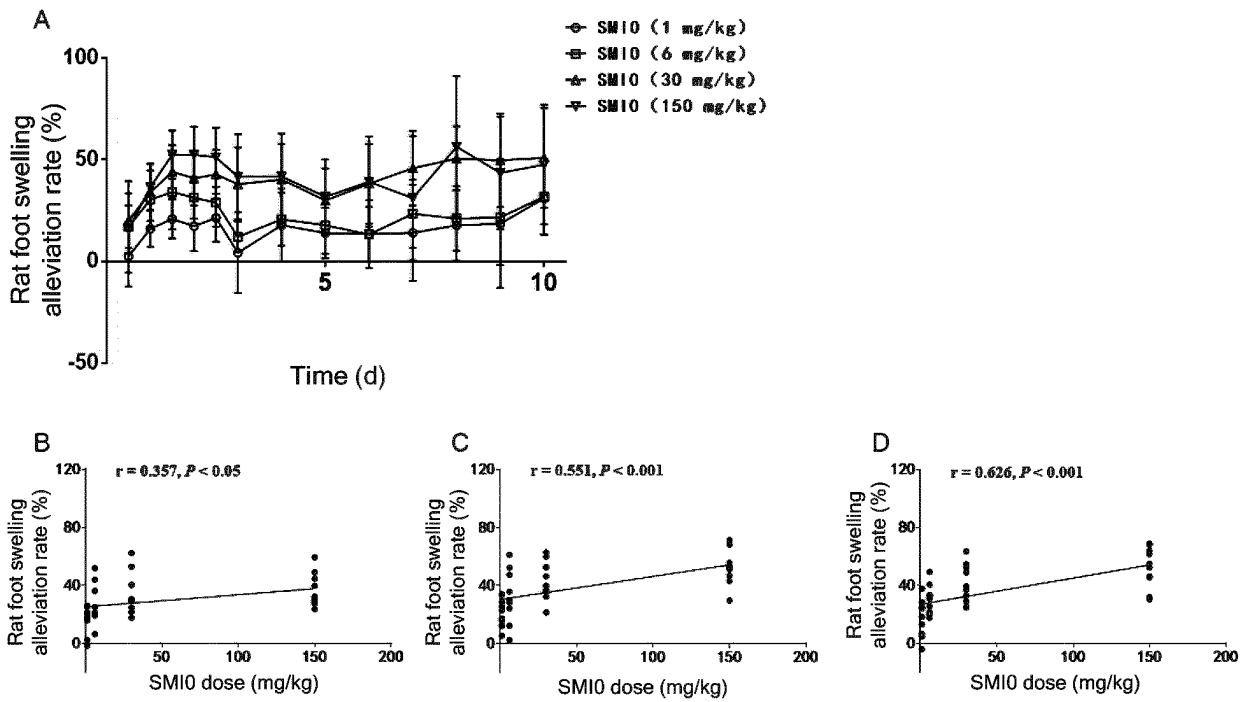 A
SMI0 (1 mg/kg)
SMI0 (6 mg/kg)
SMI0 (30 mg/kg)
SMI0 (150 mg/kg)
Rat foot swelling
alleviation rate (%)
100
50
0
-50
5
10
Time (d)
B
r = 0.357, P < 0.05
Rat foot swelling
alleviation rate (%)
120
80
40
0
50
100
150
200
SMI0 dose (mg/kg)
C
r = 0.551, P < 0.001
Rat foot swelling
alleviation rate (%)
120
80
40
0
50
100
150
200
SMI0 dose (mg/kg)
D
r = 0.626, P < 0.001
Rat foot swelling
alleviation rate (%)
120
80
40
0
50
100
150
200
SMI0 dose (mg/kg)